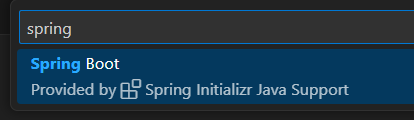 spring
Spring Boot
Provided by Spring Initializr Java Support